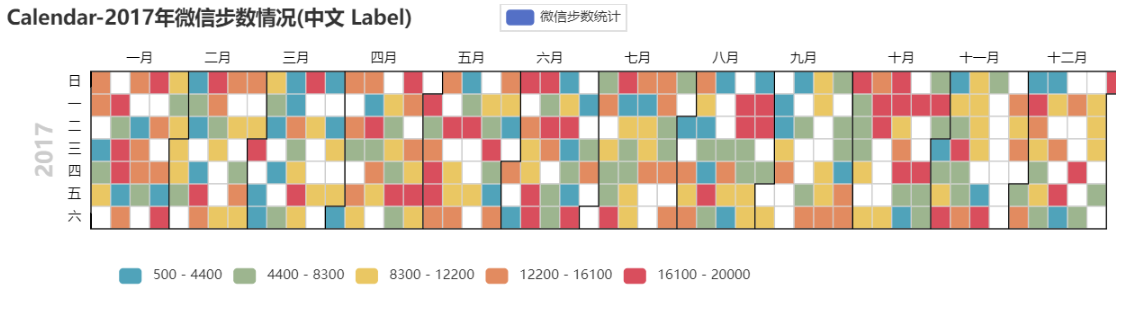 Calendar-2017年微信步数情况(中文 Label)
微信步数统计
一月 二月 三月 四月 五月 六月 七月 八月 九月 十月 十一月 十二月
日
一
二
三
四
五
六
2017
500 - 4400 4400 - 8300 8300 - 12200 12200 - 16100 16100 - 20000